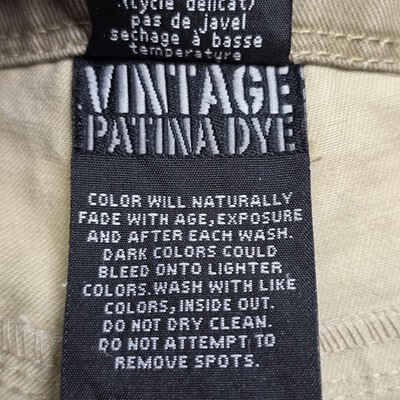 (cycle délicat)
pas de javel
sechage à basse
temperature
VINTAGE
PATINA DYE
COLOR WILL NATURALLY
FADE WITH AGE, EXPOSURE
AND AFTER EACH WASH.
DARK COLORS COULD
BLEED ONTO LIGHTER
COLORS. WASH WITH LIKE
COLORS, INSIDE OUT.
DO NOT DRY CLEAN.
DO NOT ATTEMPT TO
REMOVE SPOTS.